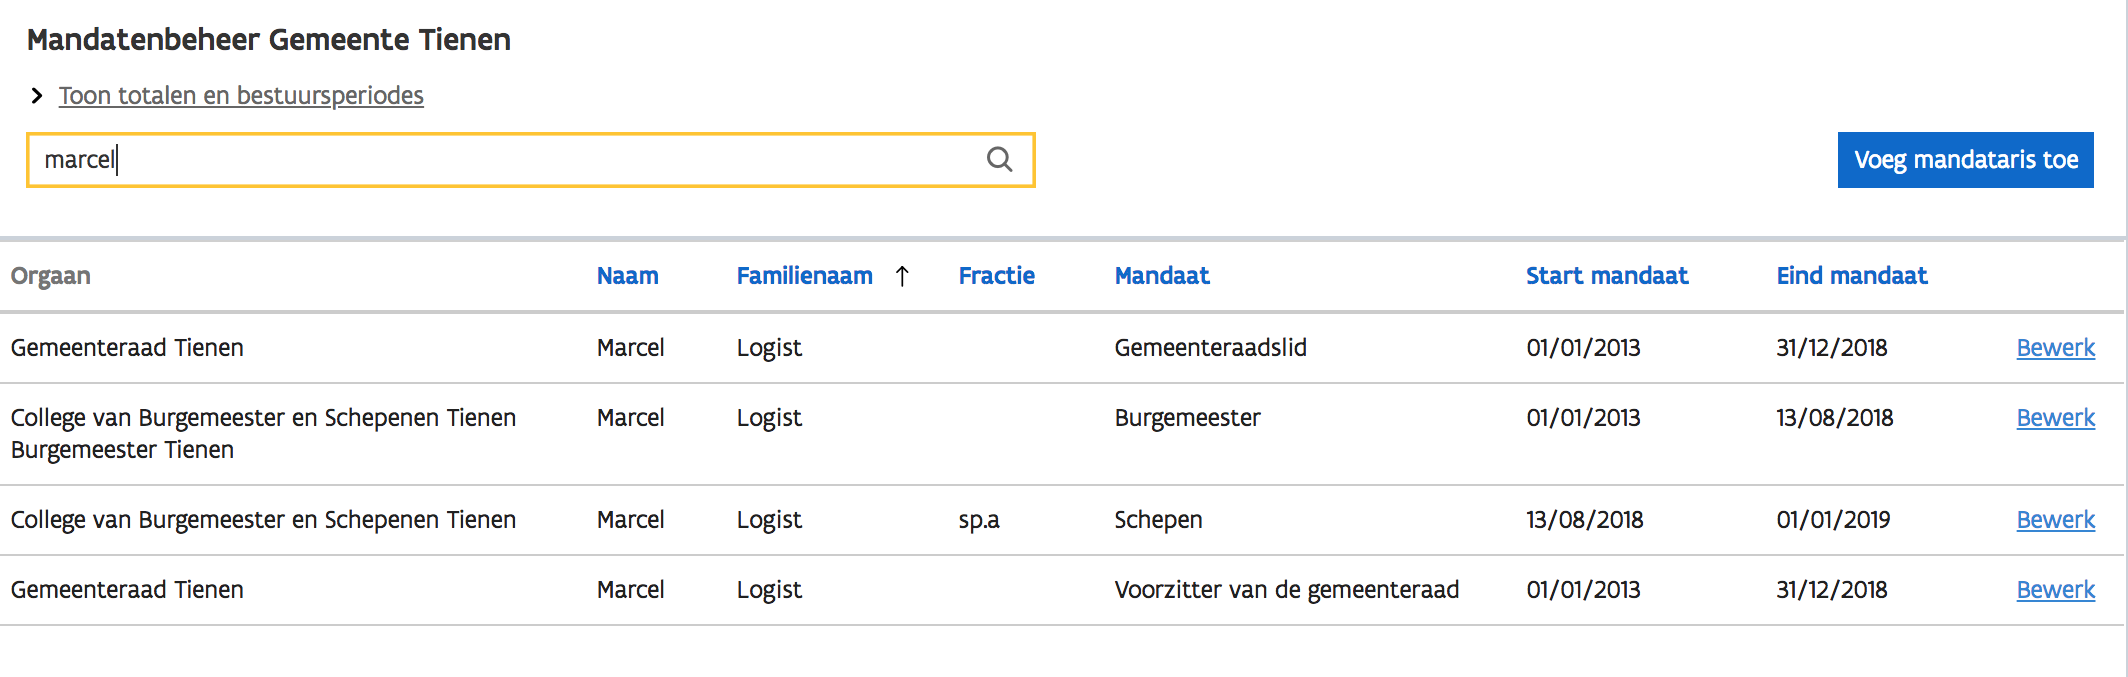 Mandatenbeheer Gemeente Tienen
Toon totalen en bestuursperiodes
marcel
Voeg mandataris toe
Orgaan Naam Familienaam ↑ Fractie Mandaat Start mandaat Eind mandaat
Gemeenteraad Tienen Marcel Logist Gemeenteraadslid 01/01/2013 31/12/2018 Bewerk
College van Burgemeester en Schepenen Tienen Marcel Logist Burgemeester 01/01/2013 13/08/2018 Bewerk
Burgemeester Tienen
College van Burgemeester en Schepenen Tienen Marcel Logist sp.a Schepen 13/08/2018 01/01/2019 Bewerk
Gemeenteraad Tienen Marcel Logist Voorzitter van de gemeenteraad 01/01/2013 31/12/2018 Bewerk